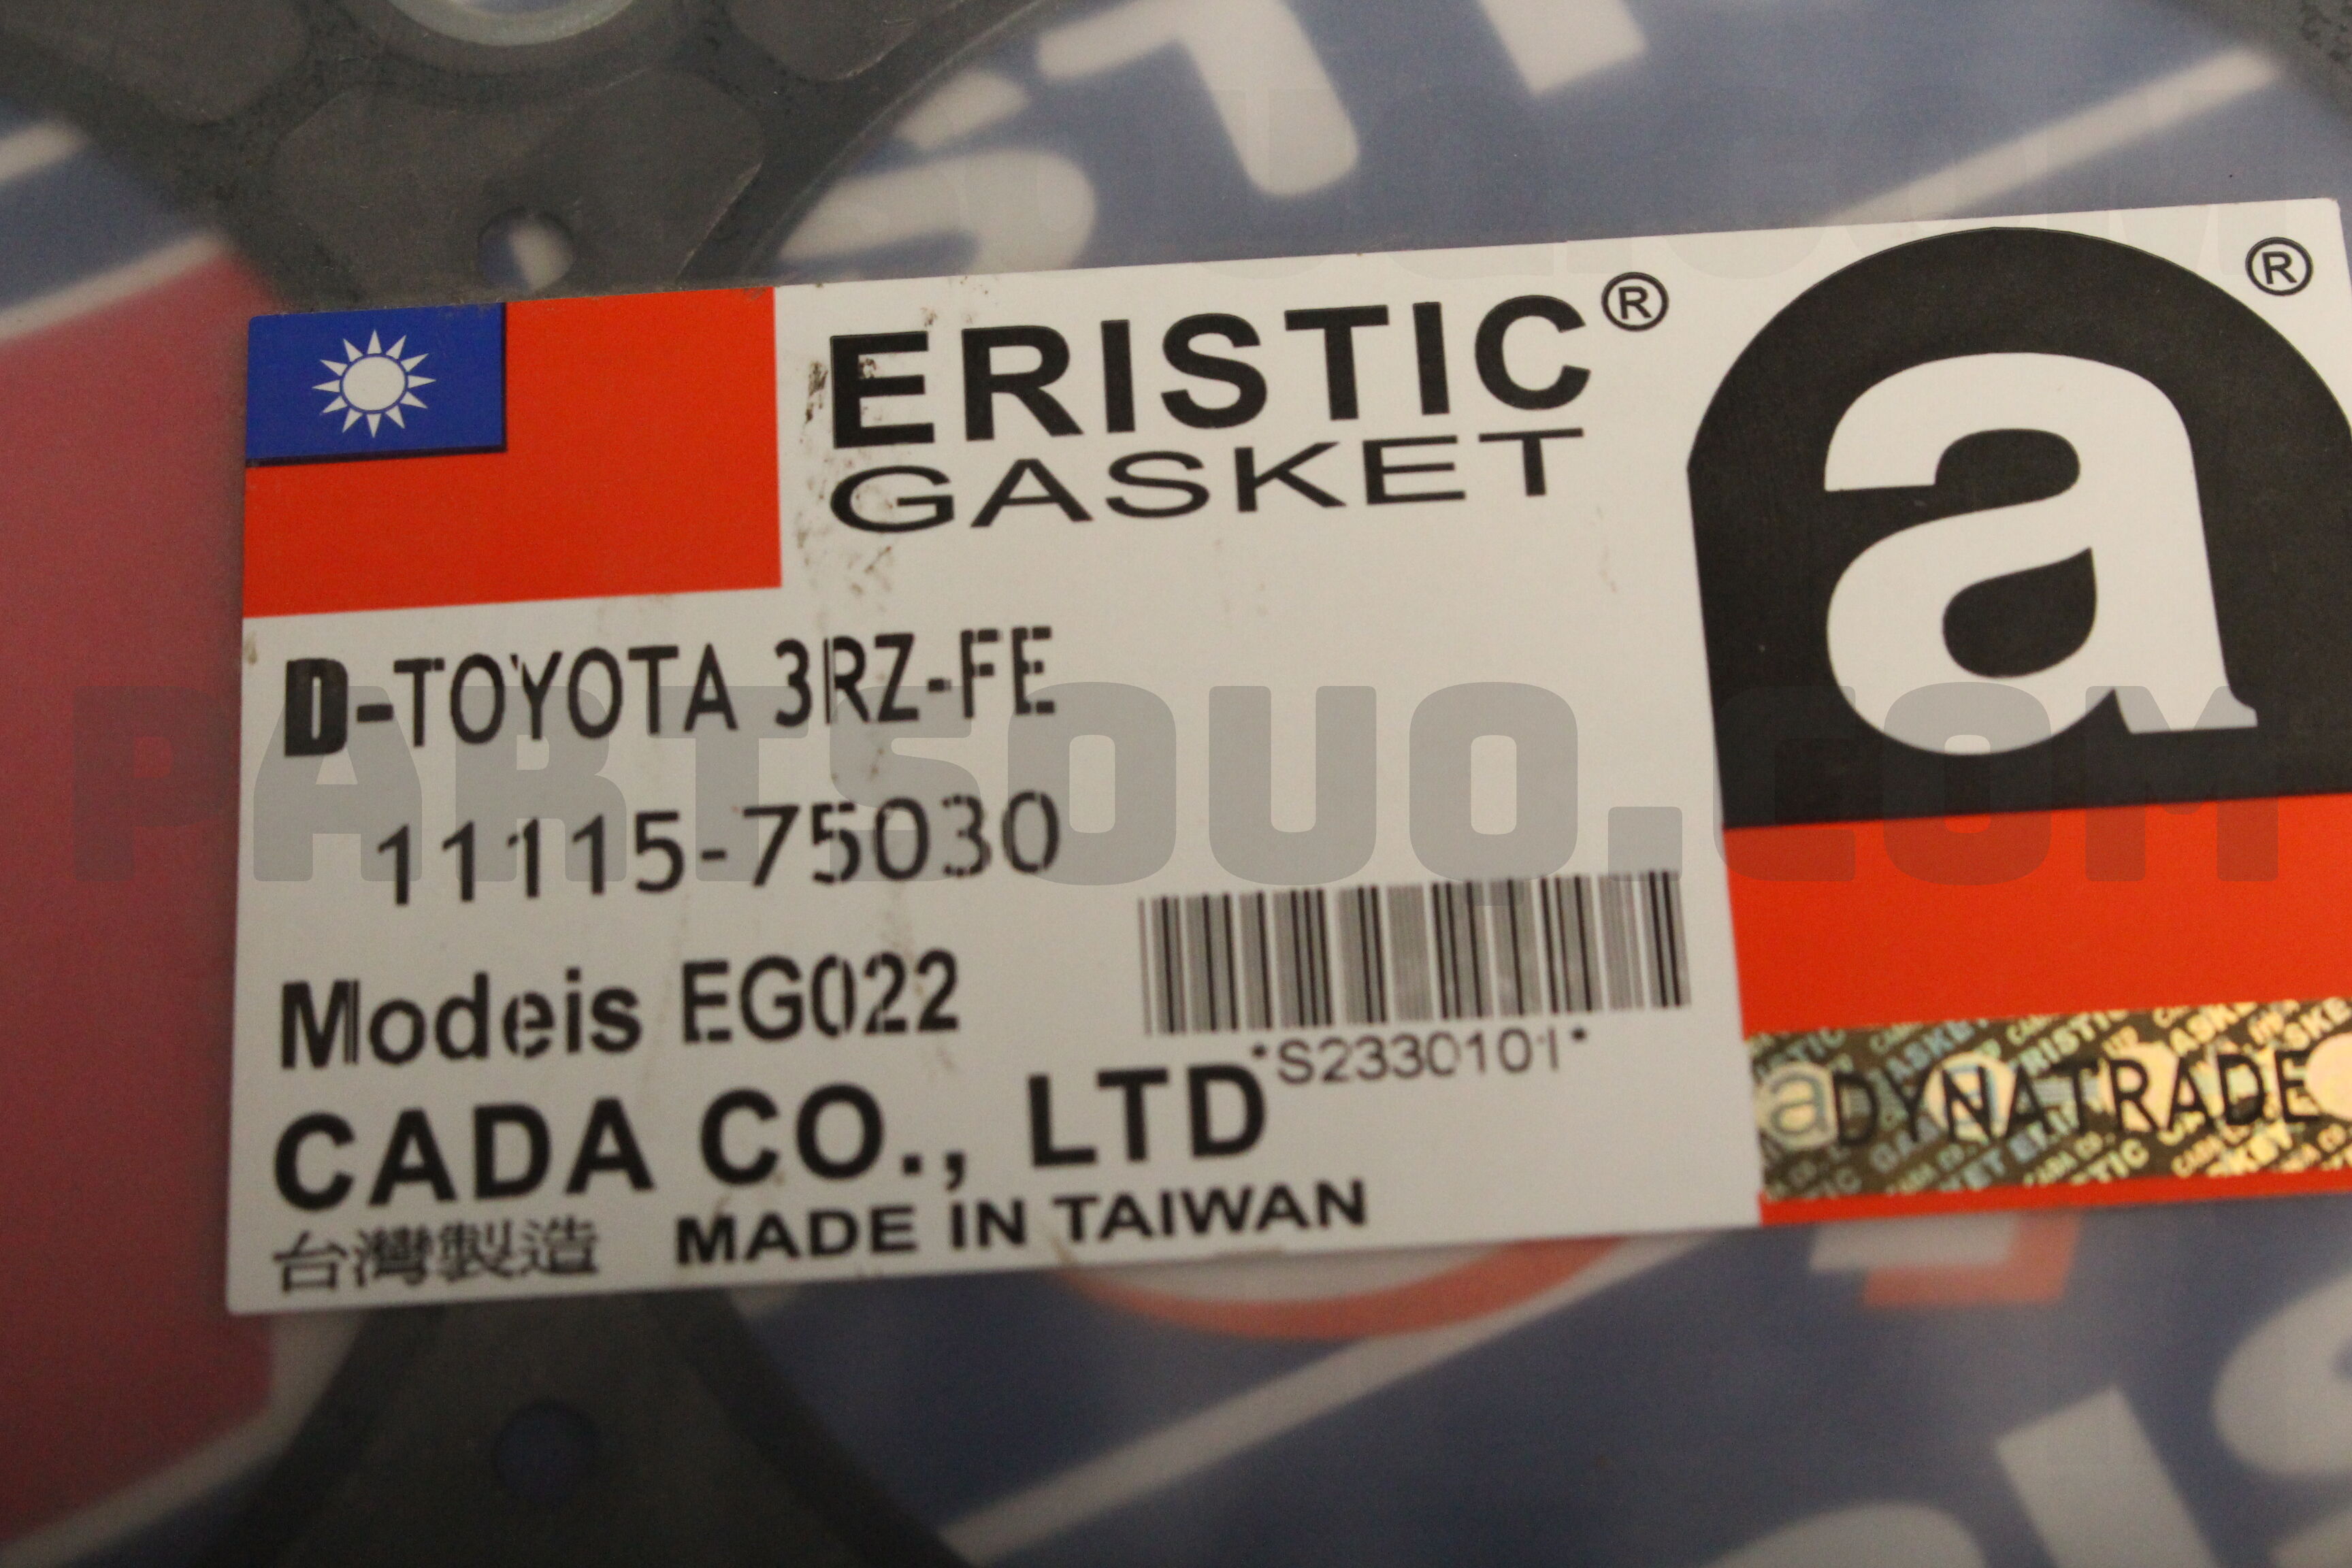 ERISTIC®
GASKET
a®
D-TOYOTA 3RZ-FE
11115-75030
Modeis EG022
*S2330101*
CADA CO., LTD
台灣製造 MADE IN TAIWAN
DYNATRADE
PARTSOUQ.COM